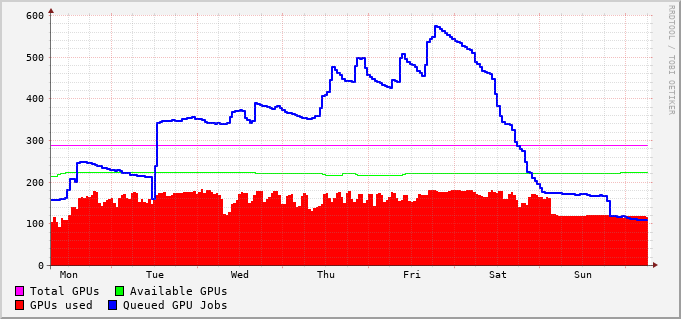 600
500
400
300
200
100
0
Mon Tue Wed Thu Fri Sat Sun
Total GPUs Available GPUs
GPUs used Queued GPU Jobs
RRDTOOL / TOBI OETIKER